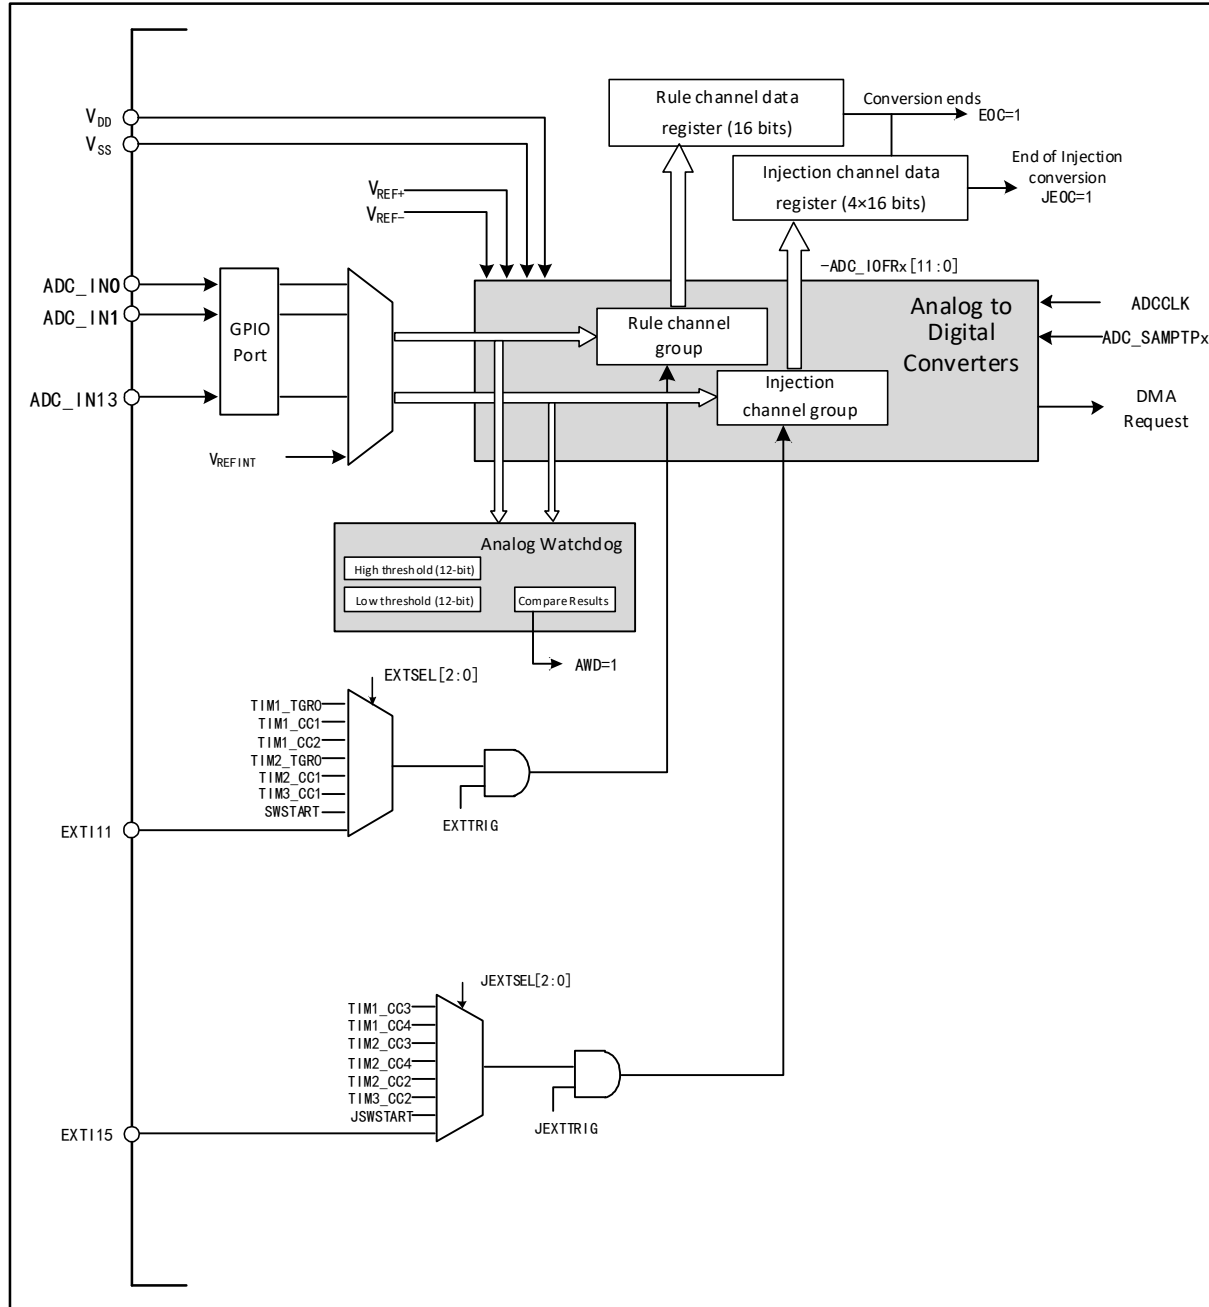 Rule channel data
register (16 bits)
Conversion ends
EOC=1
VDD
VSS
Injection channel data
register (4×16 bits)
End of Injection
conversion
JEOC=1
VREF+
VREF-
-ADC_IOFRx[11:0]
ADC_IN0
ADC_IN1
ADC_IN13
GPIO
Port
VREFINT
Rule channel
group
Injection
channel group
Analog to
Digital
Converters
ADCCLK
ADC_SAMPTPx
DMA
Request
Analog Watchdog
High threshold (12-bit)
Low threshold (12-bit)
Compare Results
AWD=1
EXTSEL[2:0]
TIM1_TGRO
TIM1_CC1
TIM1_CC2
TIM2_TGRO
TIM2_CC1
TIM3_CC1
SWSTART
EXTI11
EXTTRIG
JEXTSEL[2:0]
TIM1_CC3
TIM1_CC4
TIM2_CC3
TIM2_CC4
TIM2_CC2
TIM3_CC2
JSWSTART
EXTI15
JEXTTRIG